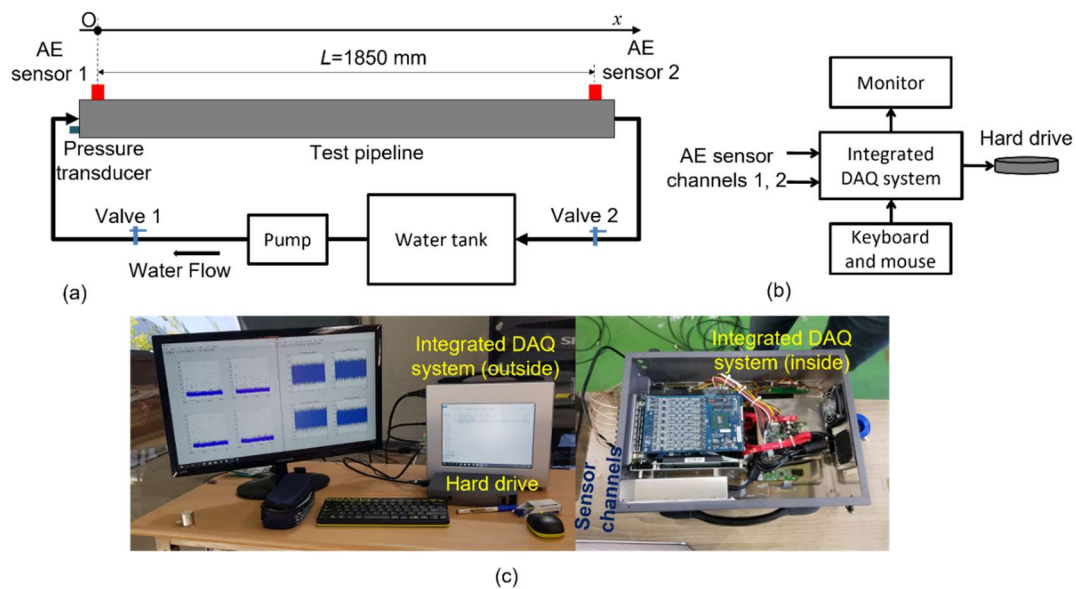 O
x
AE
sensor 1
L=1850 mm
AE
sensor 2
Pressure
transducer
Test pipeline
Valve 1
Pump
Water tank
Valve 2
Water Flow
(a)
Monitor
AE sensor
channels 1, 2
Integrated
DAQ system
Hard drive
Keyboard
and mouse
(b)
Integrated DAQ
system (outside)
Hard drive
Integrated DAQ
system (inside)
Sensor
channels
(c)